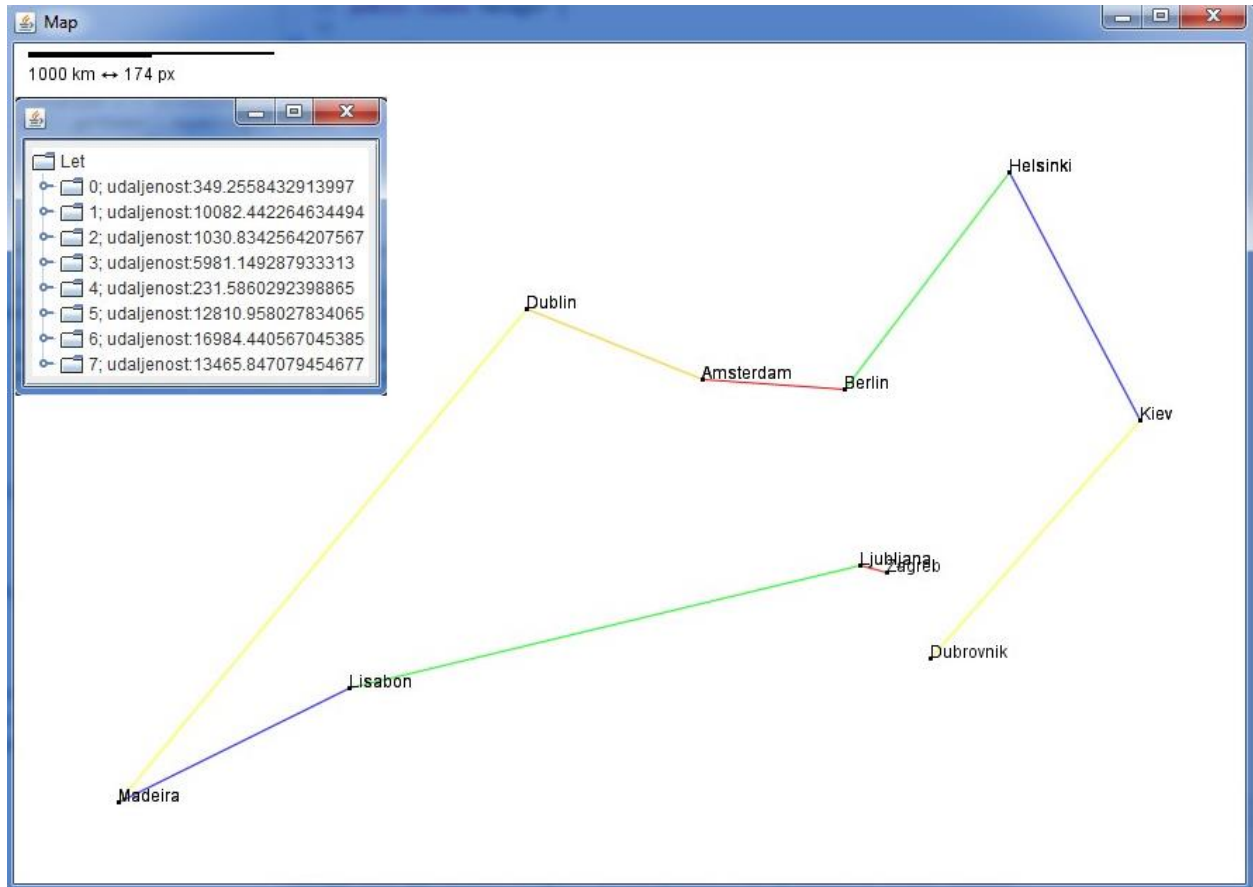 Map
1000 km ↔ 174 px
Let
0; udaljenost:349.2558432913997
1; udaljenost:10082.442264634494
2; udaljenost:1030.8342564207567
3; udaljenost:5981.149287933313
4; udaljenost:231.5860292398865
5; udaljenost:12810.958027834065
6; udaljenost:16984.440567045385
7; udaljenost:13465.847079454677
Helsinki
Dublin
Amsterdam
Berlin
Kiev
Ljubljana
Zagreb
Dubrovnik
Lisabon
Madeira